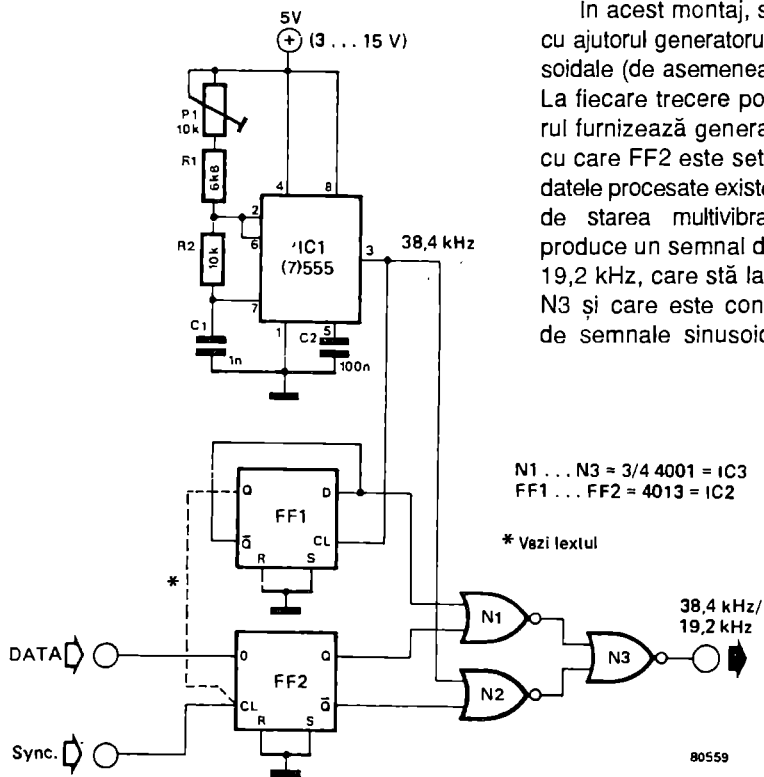 5V
(3 ... 15 V)
P1
10k
R1
6k8
R2
10k
C1
1n
4
8
2
6
7
3
1
5
'IC1
(7)555
C2
100n
38,4 kHz
În acest montaj, s
cu ajutorul generatoru
soidale (de asemenea
La fiecare trecere po
rul furnizează genera
cu care FF2 este set
datele procesate existe
de starea multivibra
produce un semnal d
19,2 kHz, care stă la
N3 și care este con
de semnale sinusoid
N1 ... N3 = 3/4 4001 = IC3
FF1 ... FF2 = 4013 = IC2
* Vezi textul
Q
D
FF1
Q̅
CL
R
S
*
DATA
D
Q
FF2
CL
Q̅
R
S
Sync.
N1
N2
N3
38,4 kHz/
19,2 kHz
80559